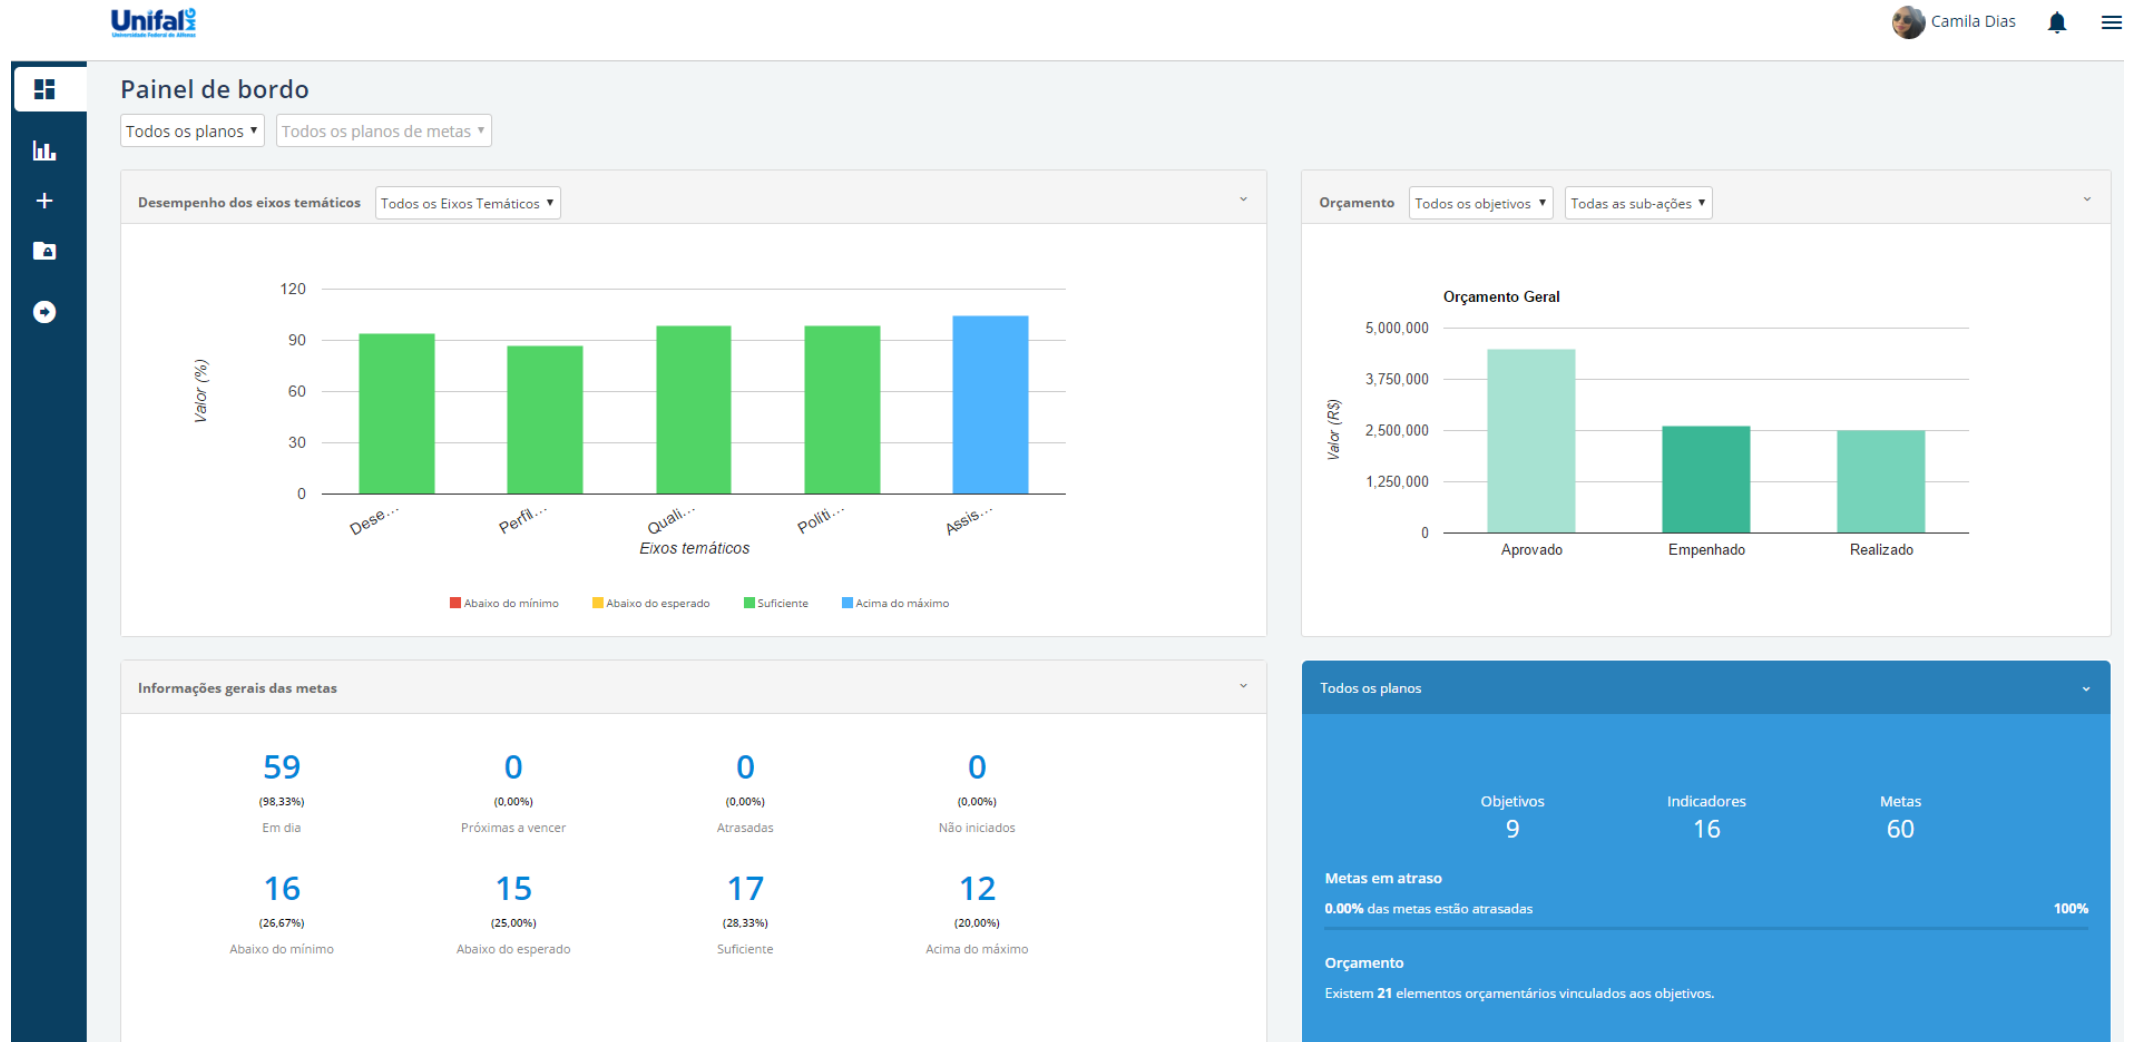 Unifal MG
Universidade Federal de Alfenas
Camila Dias
Painel de bordo
Todos os planos
Todos os planos de metas
Desempenho dos eixos temáticos
Todos os Eixos Temáticos
120
90
60
30
0
Valor (%)
Dese...
Perfil...
Quali...
Políti...
Assis...
Eixos temáticos
Abaixo do mínimo
Abaixo do esperado
Suficiente
Acima do máximo
Orçamento
Todos os objetivos
Todas as sub-ações
Orçamento Geral
5,000,000
3,750,000
2,500,000
1,250,000
0
Valor (R$)
Aprovado
Empenhado
Realizado
Informações gerais das metas
59
(98,33%)
Em dia
0
(0,00%)
Próximas a vencer
0
(0,00%)
Atrasadas
0
(0,00%)
Não iniciados
16
(26,67%)
Abaixo do mínimo
15
(25,00%)
Abaixo do esperado
17
(28,33%)
Suficiente
12
(20,00%)
Acima do máximo
Todos os planos
Objetivos
9
Indicadores
16
Metas
60
Metas em atraso
0.00% das metas estão atrasadas 100%
Orçamento
Existem 21 elementos orçamentários vinculados aos objetivos.